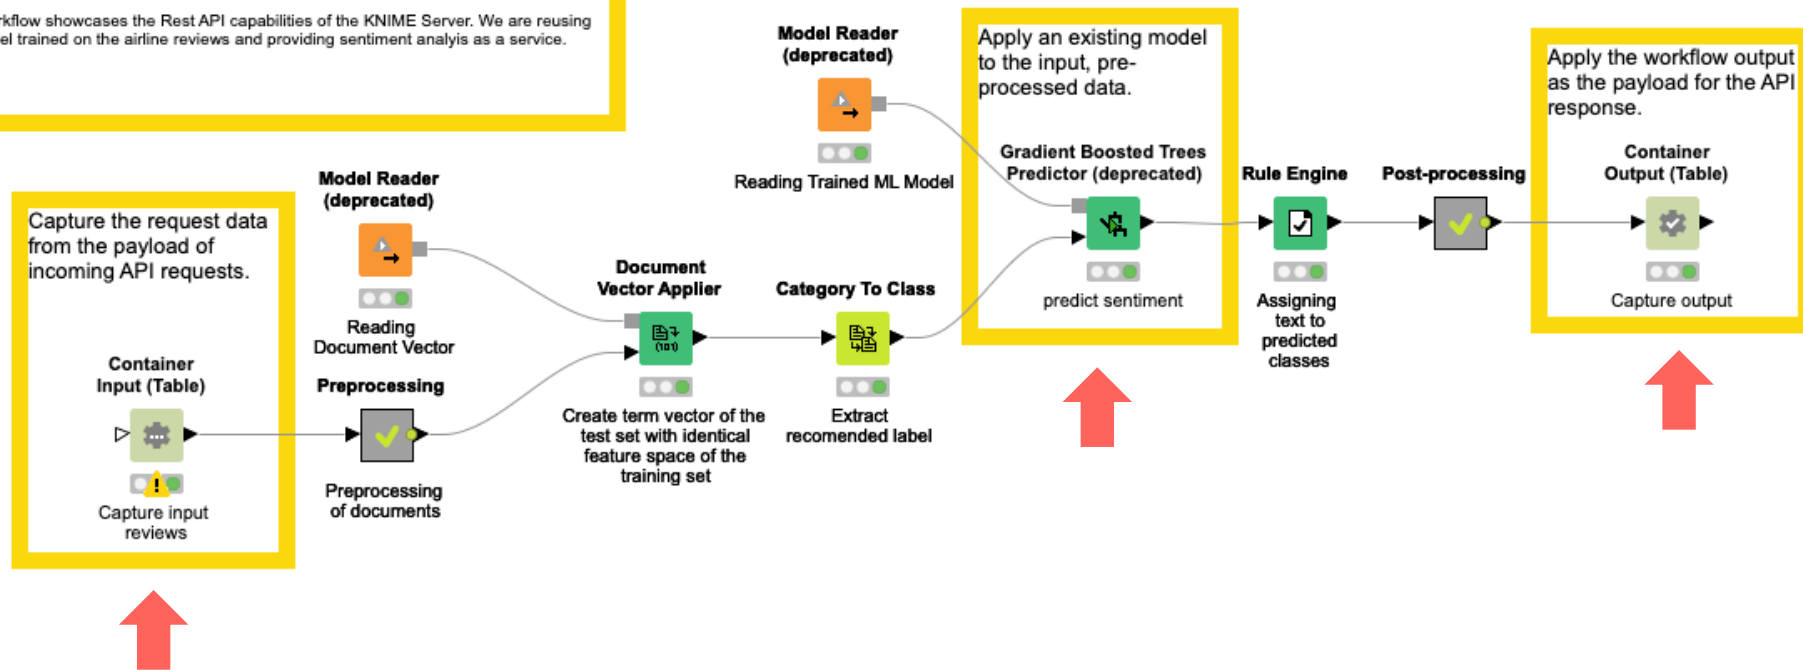 showcases the Rest API capabilities of the KNIME Server. We are reusing
trained on the airline reviews and providing sentiment analyis as a service.
Model Reader
(deprecated)
Reading Trained ML Model
Apply an existing model
to the input, pre-
processed data.
Gradient Boosted Trees
Predictor (deprecated)
predict sentiment
Apply the workflow output
as the payload for the API
response.
Container
Output (Table)
Capture output
Rule Engine
Assigning
text to
predicted
classes
Post-processing
Model Reader
(deprecated)
Reading
Document Vector
Capture the request data
from the payload of
incoming API requests.
Container
Input (Table)
Capture input
reviews
Preprocessing
Preprocessing
of documents
Document
Vector Applier
(101)
Create term vector of the
test set with identical
feature space of the
training set
Category To Class
Extract
recomended label